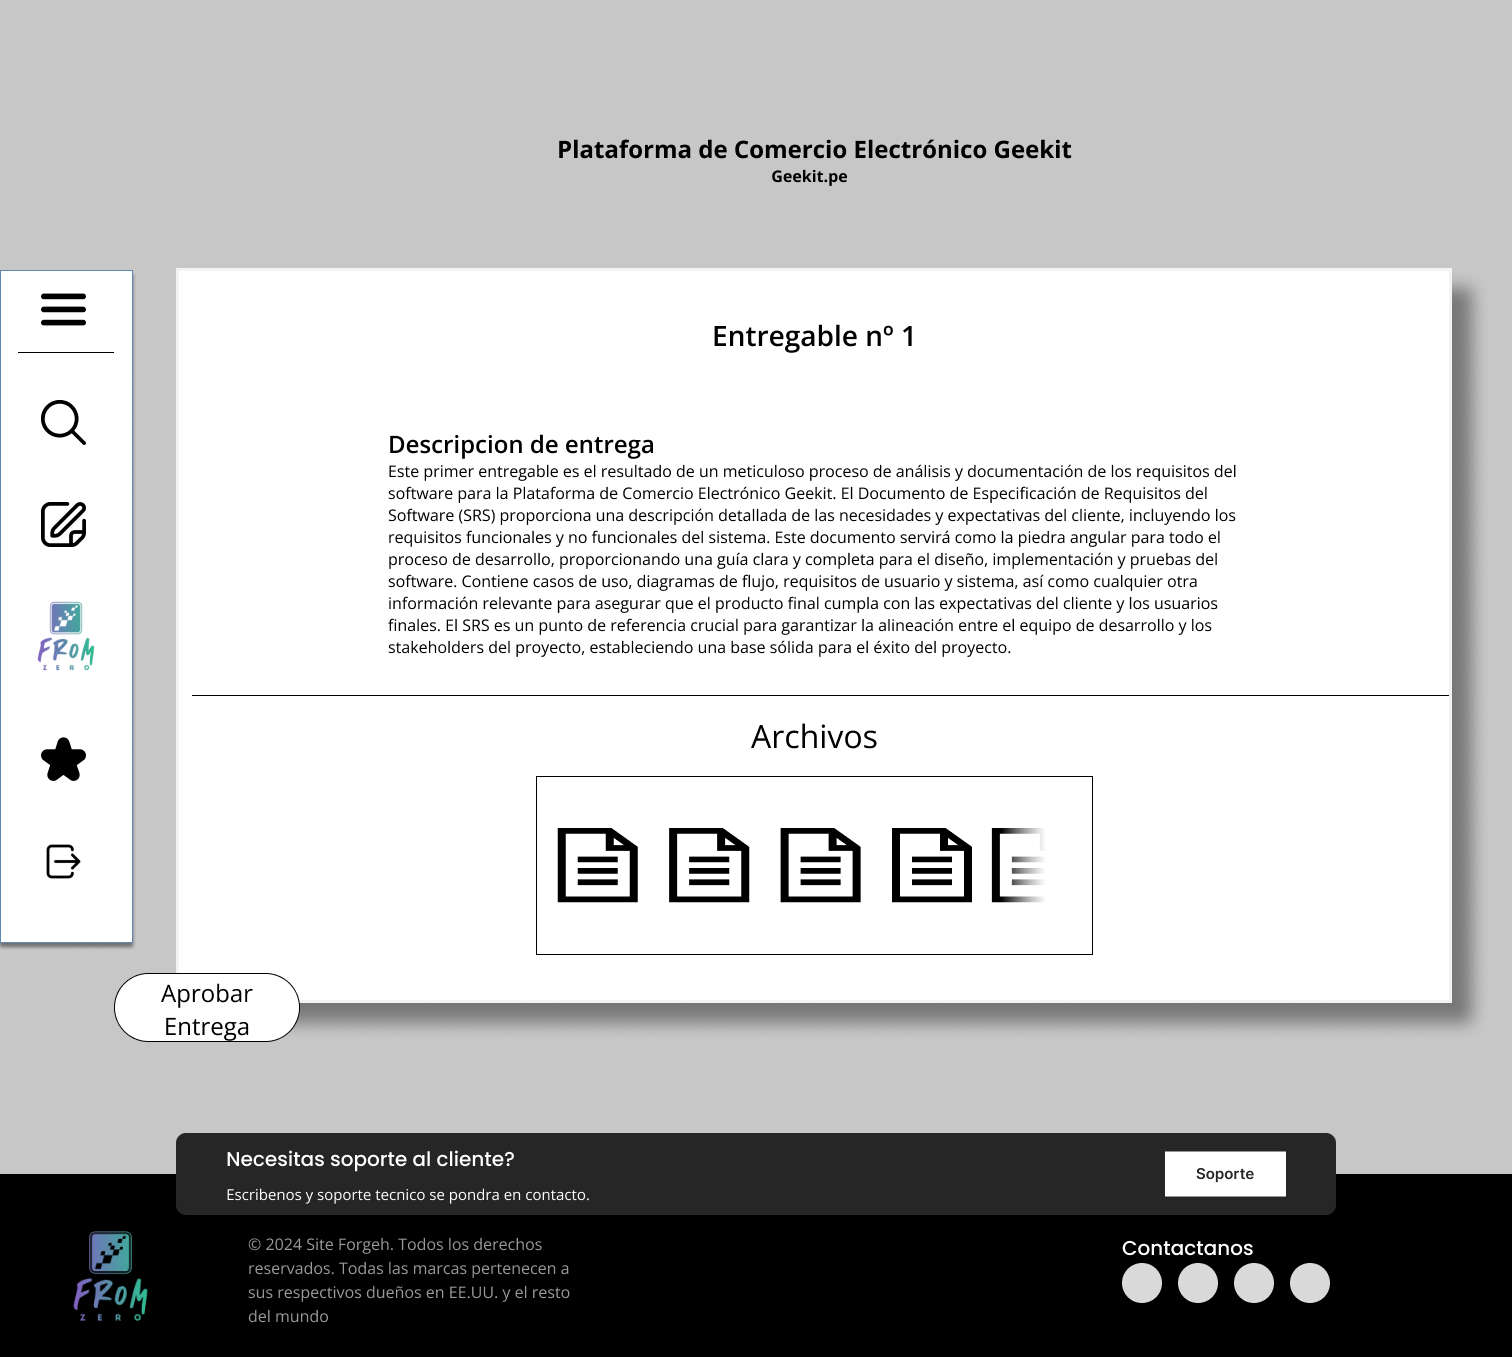 Plataforma de Comercio Electrónico Geekit
Geekit.pe
Entregable nº 1
Descripcion de entrega
Este primer entregable es el resultado de un meticuloso proceso de análisis y documentación de los requisitos del
software para la Plataforma de Comercio Electrónico Geekit. El Documento de Especificación de Requisitos del
Software (SRS) proporciona una descripción detallada de las necesidades y expectativas del cliente, incluyendo los
requisitos funcionales y no funcionales del sistema. Este documento servirá como la piedra angular para todo el
proceso de desarrollo, proporcionando una guía clara y completa para el diseño, implementación y pruebas del
software. Contiene casos de uso, diagramas de flujo, requisitos de usuario y sistema, así como cualquier otra
información relevante para asegurar que el producto final cumpla con las expectativas del cliente y los usuarios
finales. El SRS es un punto de referencia crucial para garantizar la alineación entre el equipo de desarrollo y los
stakeholders del proyecto, estableciendo una base sólida para el éxito del proyecto.
FROM
ZERO
Archivos
Aprobar
Entrega
Necesitas soporte al cliente?
Escribenos y soporte tecnico se pondra en contacto.
Soporte
FROM
ZERO
© 2024 Site Forgeh. Todos los derechos
reservados. Todas las marcas pertenecen a
sus respectivos dueños en EE.UU. y el resto
del mundo
Contactanos